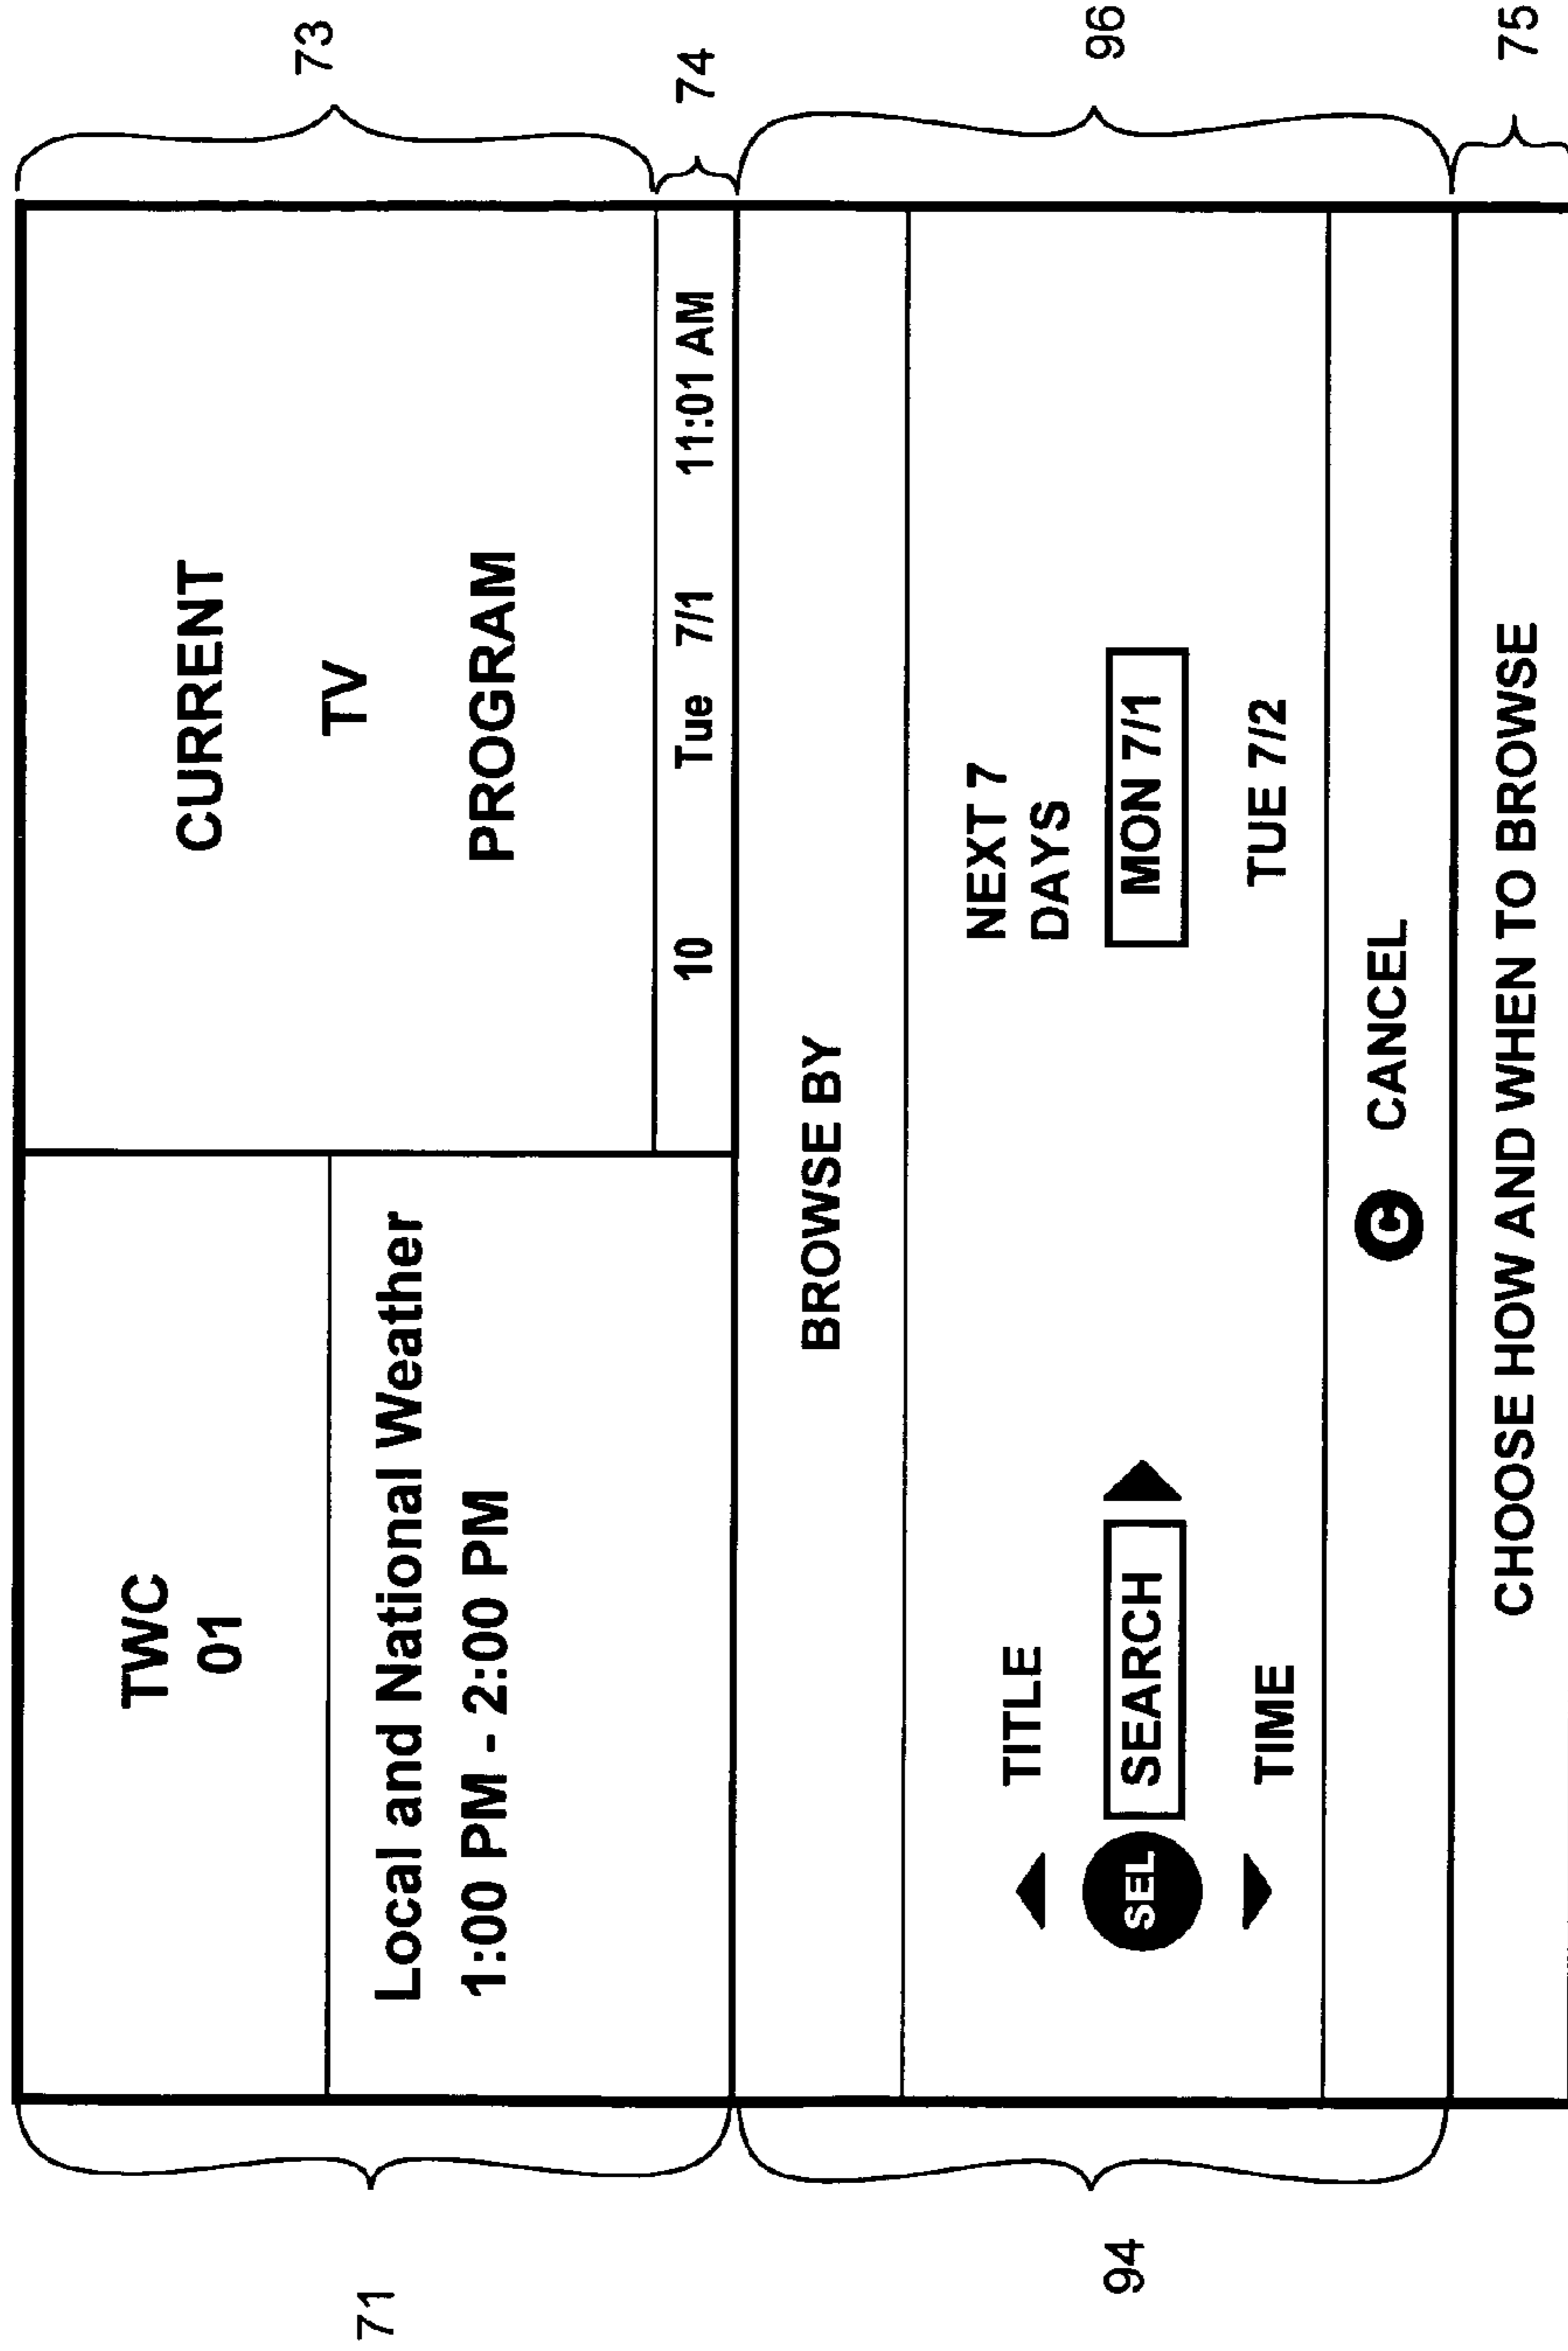 71
TWC
01
Local and National Weather
1:00 PM - 2:00 PM
CURRENT
TV
PROGRAM
73
10 Tue 7/1 11:01 AM
74
94
BROWSE BY
TITLE
NEXT 7
DAYS
SEL SEARCH
MON 7/1
TIME
TUE 7/2
C CANCEL
96
CHOOSE HOW AND WHEN TO BROWSE
75